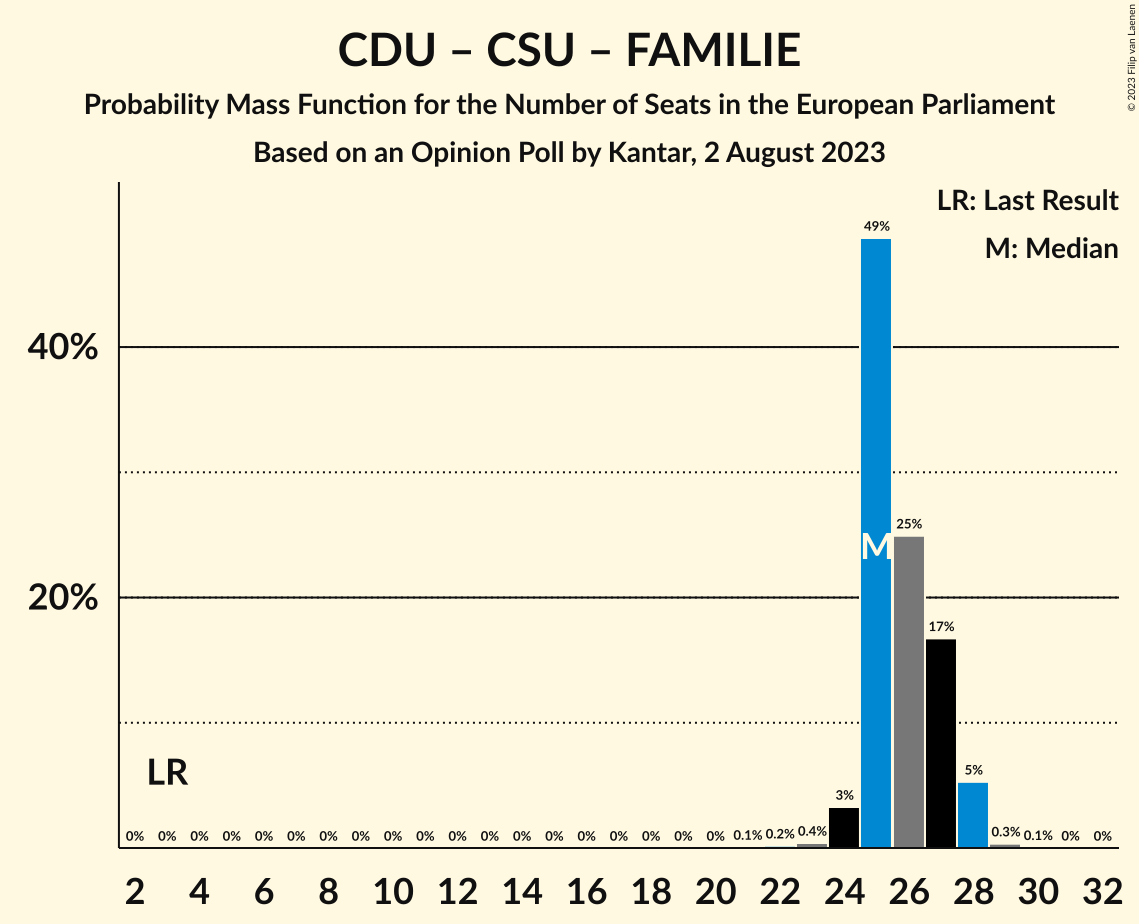 CDU – CSU – FAMILIE
Probability Mass Function for the Number of Seats in the European Parliament
Based on an Opinion Poll by Kantar, 2 August 2023
© 2023 Filip van Laenen
LR: Last Result
M: Median
49%
40%
25%
M
20%
17%
LR
5%
3%
0% 0% 0% 0% 0% 0% 0% 0% 0% 0% 0% 0% 0% 0% 0% 0% 0% 0% 0% 0.1% 0.2% 0.4% 0.3% 0.1% 0% 0%
2 4 6 8 10 12 14 16 18 20 22 24 26 28 30 32